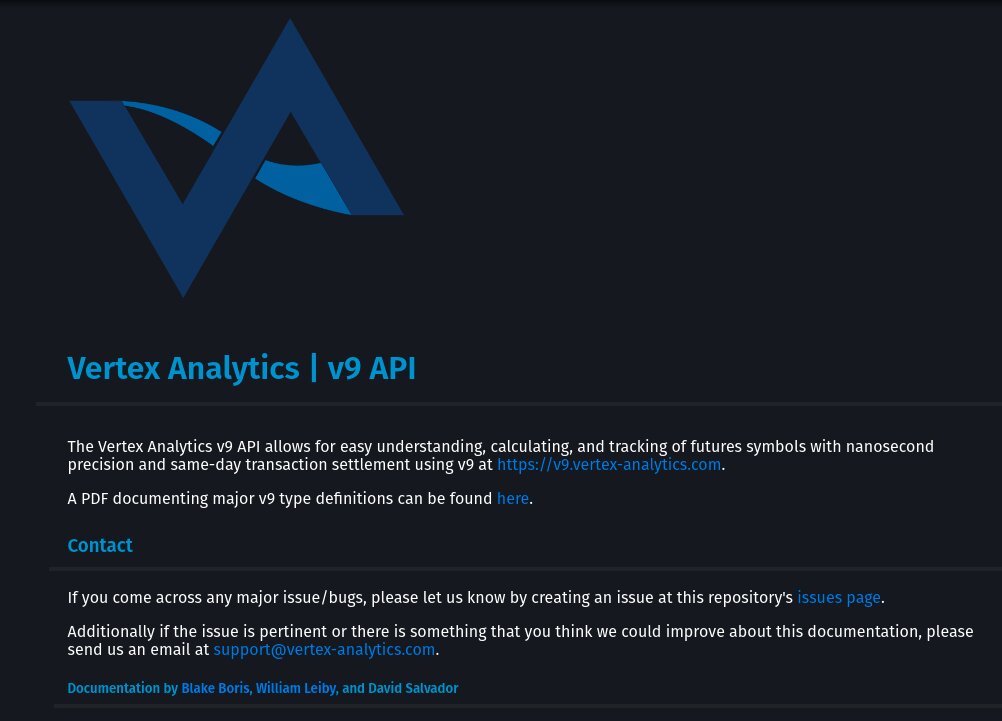 Vertex Analytics | v9 API
The Vertex Analytics v9 API allows for easy understanding, calculating, and tracking of futures symbols with nanosecond
precision and same-day transaction settlement using v9 at https://v9.vertex-analytics.com.
A PDF documenting major v9 type definitions can be found here.
Contact
If you come across any major issue/bugs, please let us know by creating an issue at this repository's issues page.
Additionally if the issue is pertinent or there is something that you think we could improve about this documentation, please
send us an email at support@vertex-analytics.com.
Documentation by Blake Boris, William Leiby, and David Salvador